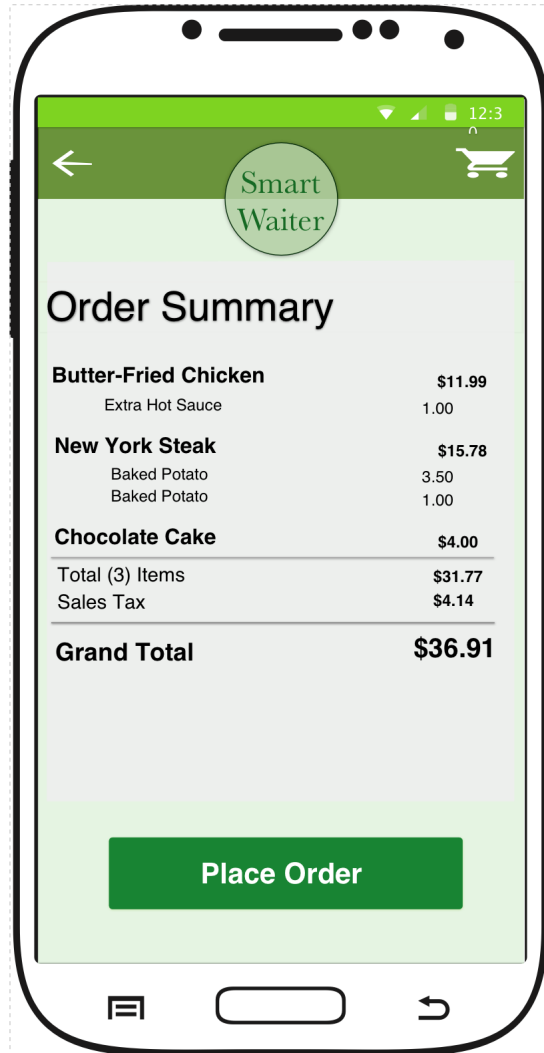 12:3
Smart
Waiter
Order Summary
Butter-Fried Chicken $11.99
Extra Hot Sauce 1.00
New York Steak $15.78
Baked Potato 3.50
Baked Potato 1.00
Chocolate Cake $4.00
Total (3) Items $31.77
Sales Tax $4.14
Grand Total $36.91
Place Order